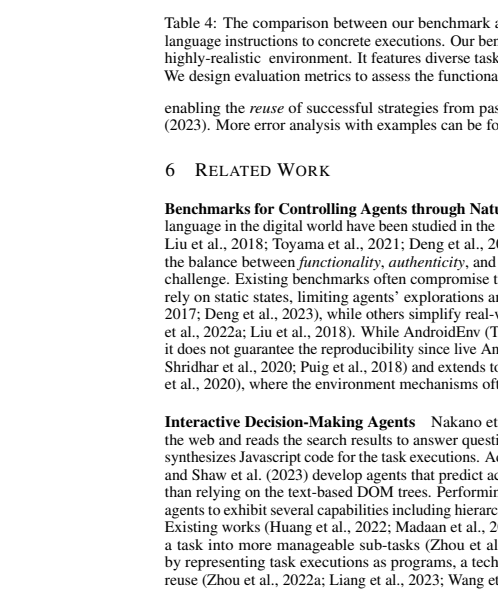 Table 4: The comparison between our benchmark a
language instructions to concrete executions. Our ben
highly-realistic environment. It features diverse task
We design evaluation metrics to assess the functiona
enabling the reuse of successful strategies from pas
(2023). More error analysis with examples can be fo
6 RELATED WORK
Benchmarks for Controlling Agents through Natu
language in the digital world have been studied in the
Liu et al., 2018; Toyama et al., 2021; Deng et al., 20
the balance between functionality, authenticity, and
challenge. Existing benchmarks often compromise t
rely on static states, limiting agents' explorations a
2017; Deng et al., 2023), while others simplify real-w
et al., 2022a; Liu et al., 2018). While AndroidEnv (T
it does not guarantee the reproducibility since live An
Shridhar et al., 2020; Puig et al., 2018) and extends to
et al., 2020), where the environment mechanisms oft
Interactive Decision-Making Agents Nakano et
the web and reads the search results to answer questi
synthesizes Javascript code for the task executions. A
and Shaw et al. (2023) develop agents that predict ac
than relying on the text-based DOM trees. Performin
agents to exhibit several capabilities including hierarc
Existing works (Huang et al., 2022; Madaan et al., 20
a task into more manageable sub-tasks (Zhou et al
by representing task executions as programs, a tech
reuse (Zhou et al., 2022a; Liang et al., 2023; Wang et